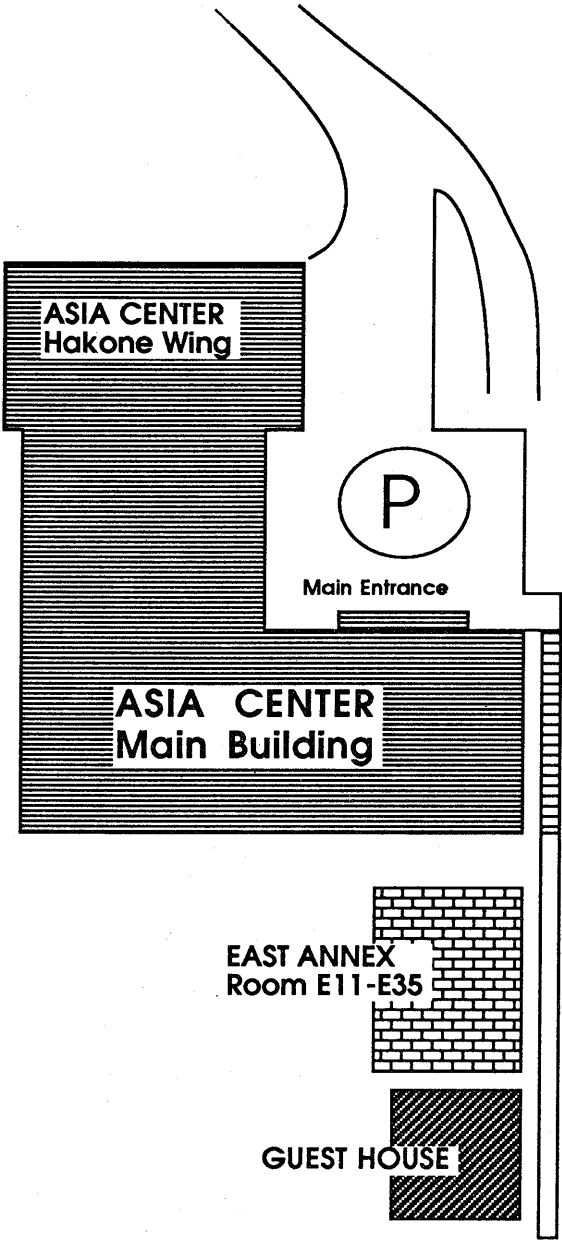 ASIA CENTER
Hakone Wing
P
Main Entrance
ASIA CENTER
Main Building
EAST ANNEX
Room E11-E35
GUEST HOUSE